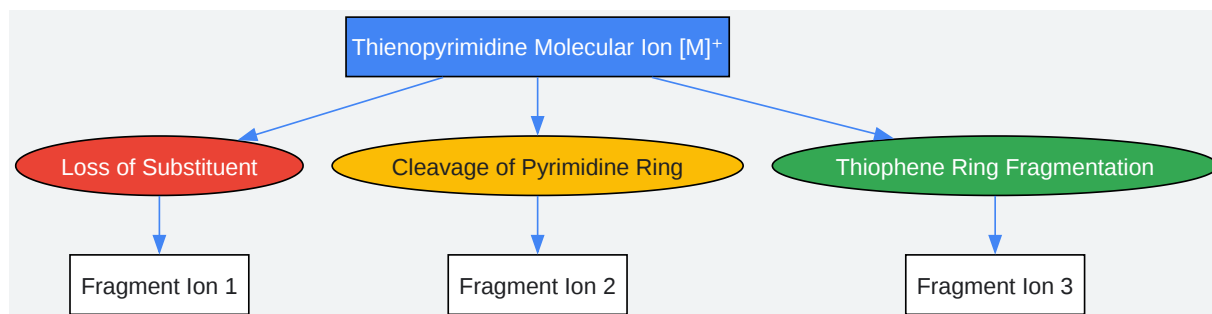 Thienopyrimidine Molecular Ion [M]⁺
Loss of Substituent
Cleavage of Pyrimidine Ring
Thiophene Ring Fragmentation
Fragment Ion 1
Fragment Ion 2
Fragment Ion 3